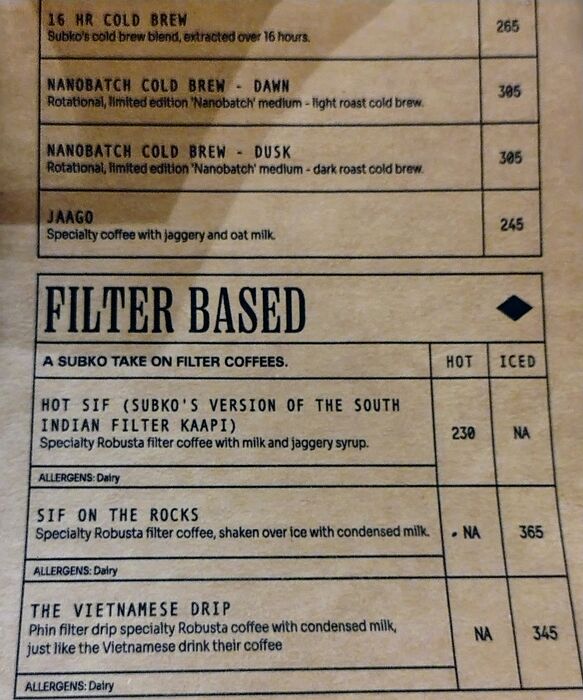 16 HR COLD BREW
Subko's cold brew blend, extracted over 16 hours.
265
NANOBATCH COLD BREW - DAWN
Rotational, limited edition 'Nanobatch' medium - light roast cold brew.
305
NANOBATCH COLD BREW - DUSK
Rotational, limited edition 'Nanobatch' medium - dark roast cold brew.
305
JAAGO
Specialty coffee with jaggery and oat milk.
245
FILTER BASED
A SUBKO TAKE ON FILTER COFFEES.
HOT ICED
HOT SIF (SUBKO'S VERSION OF THE SOUTH
INDIAN FILTER KAAPI)
Specialty Robusta filter coffee with milk and jaggery syrup.
230 NA
ALLERGENS: Dairy
SIF ON THE ROCKS
Specialty Robusta filter coffee, shaken over ice with condensed milk.
NA 365
ALLERGENS: Dairy
THE VIETNAMESE DRIP
Phin filter drip specialty Robusta coffee with condensed milk,
just like the Vietnamese drink their coffee
NA 345
ALLERGENS: Dairy